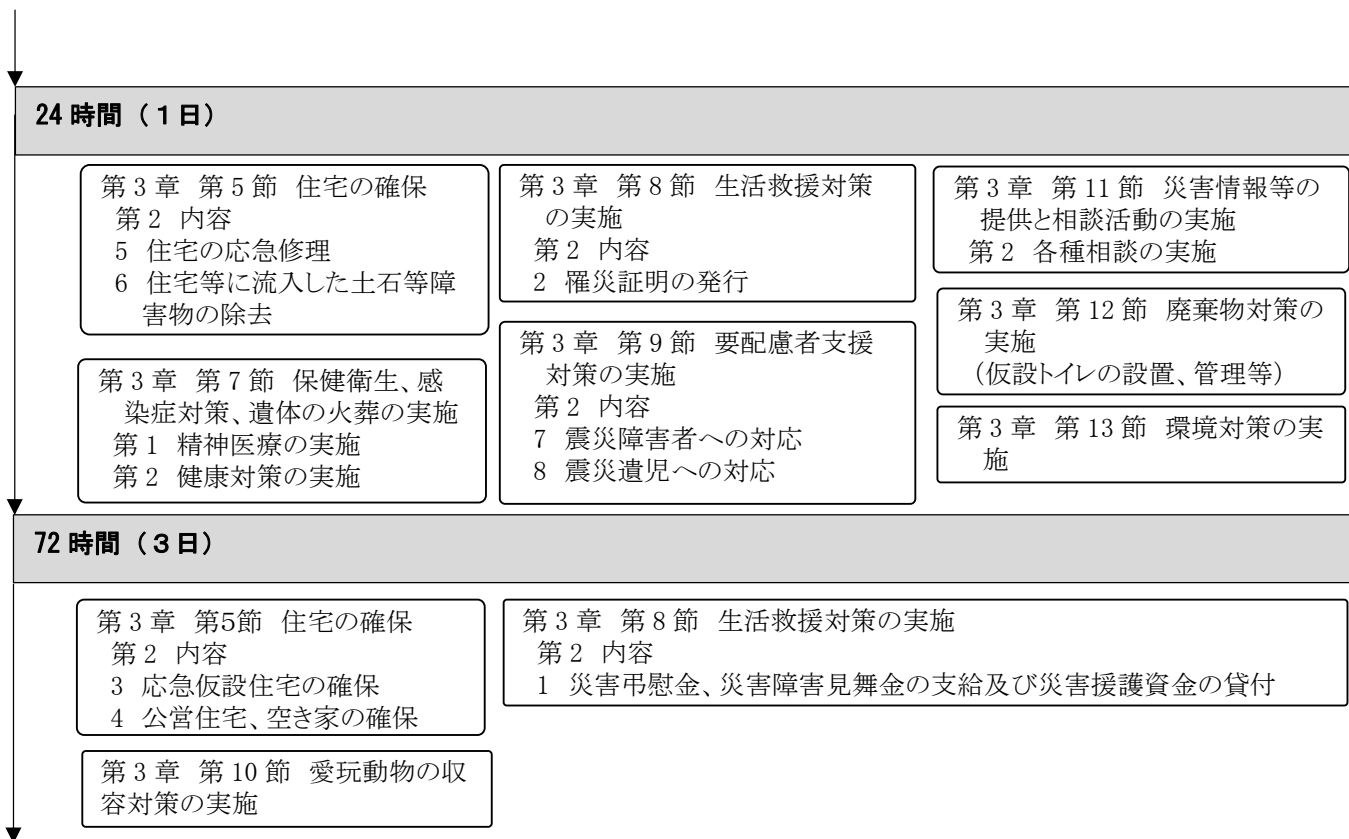 24 時間（１日）
第３章 第５節 住宅の確保
第２ 内容
５ 住宅の応急修理
６ 住宅等に流入した土石等障
害物の除去
第３章 第７節 保健衛生、感
染症対策、遺体の火葬の実施
第１ 精神医療の実施
第２ 健康対策の実施
第３章 第８節 生活救援対策
の実施
第２ 内容
２ 罹災証明の発行
第３章 第９節 要配慮者支援
対策の実施
第２ 内容
７ 震災障害者への対応
８ 震災遺児への対応
第３章 第 11 節 災害情報等の
提供と相談活動の実施
第２ 各種相談の実施
第３章 第 12 節 廃棄物対策の
実施
（仮設トイレの設置、管理等）
第３章 第 13 節 環境対策の実
施
72 時間（３日）
第３章 第５節 住宅の確保
第２ 内容
３ 応急仮設住宅の確保
４ 公営住宅、空き家の確保
第３章 第 10 節 愛玩動物の収
容対策の実施
第３章 第８節 生活救援対策の実施
第２ 内容
１ 災害弔慰金、災害障害見舞金の支給及び災害援護資金の貸付